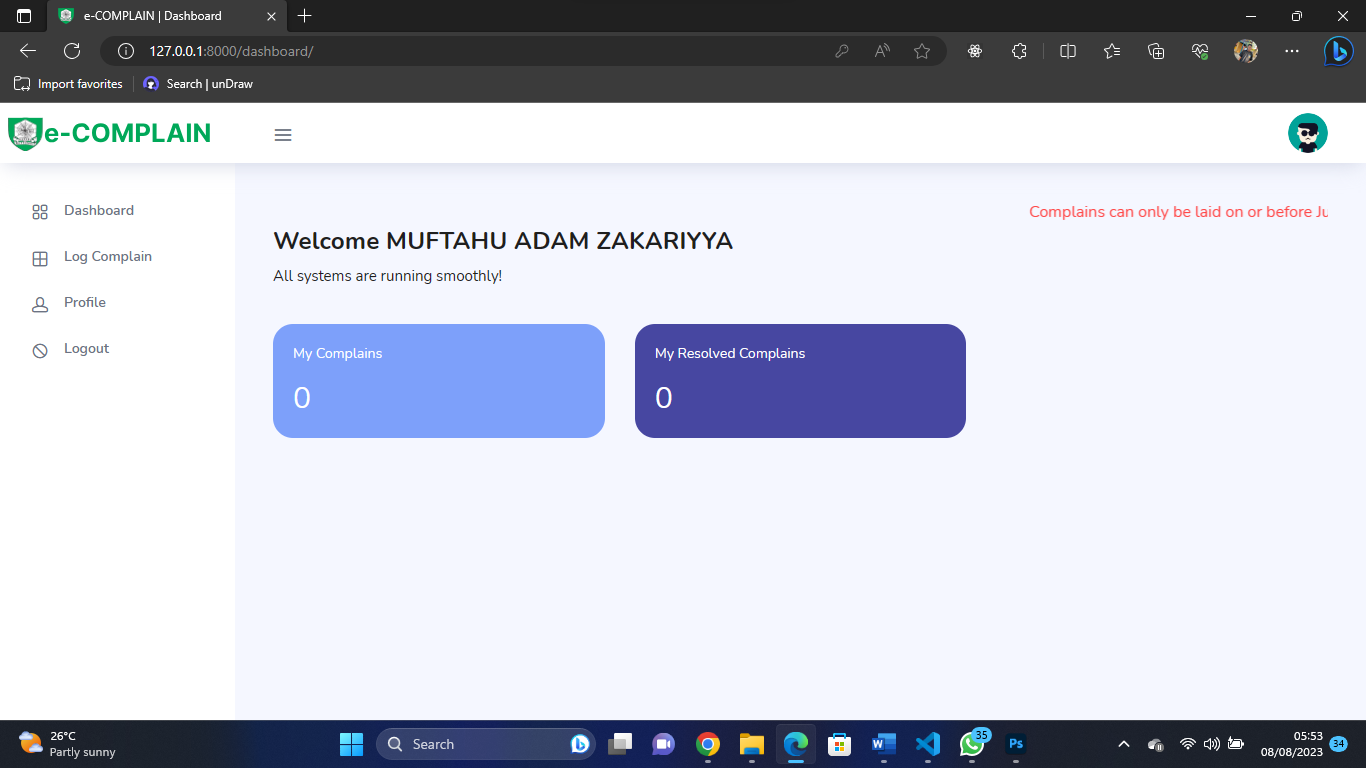 e-COMPLAIN | Dashboard
127.0.0.1:8000/dashboard/
Import favorites
Search | unDraw
e-COMPLAIN
Dashboard
Log Complain
Profile
Logout
Complains can only be laid on or before Ju
Welcome MUFTAHU ADAM ZAKARIYYA
All systems are running smoothly!
My Complains
0
My Resolved Complains
0
26°C
Partly sunny
Search
35
Ps
05:53
08/08/2023
34